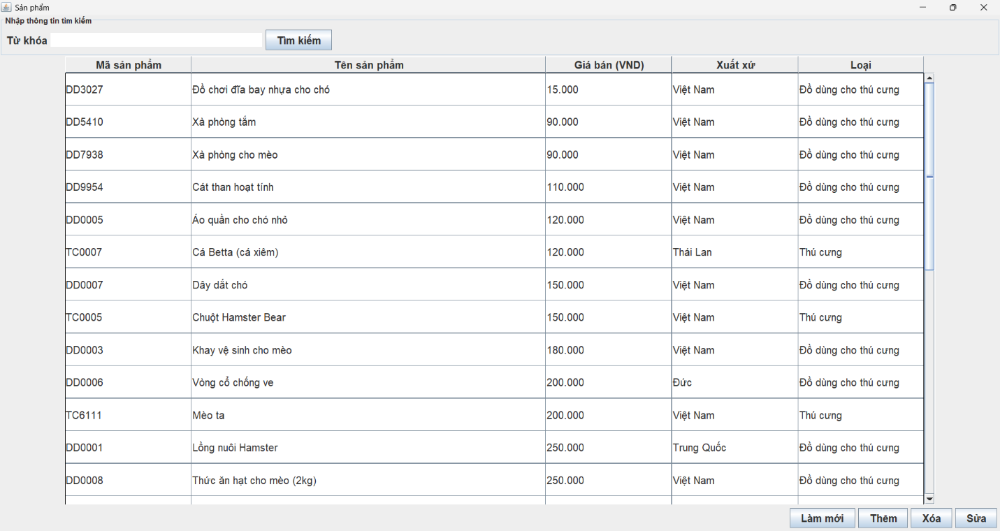 Sản phẩm
Nhập thông tin tìm kiếm
Từ khóa Tìm kiếm
Mã sản phẩm Tên sản phẩm Giá bán (VND) Xuất xứ Loại
DD3027 Đồ chơi đĩa bay nhựa cho chó 15.000 Việt Nam Đồ dùng cho thú cưng
DD5410 Xà phòng tắm 90.000 Việt Nam Đồ dùng cho thú cưng
DD7938 Xà phòng cho mèo 90.000 Việt Nam Đồ dùng cho thú cưng
DD9954 Cát than hoạt tính 110.000 Việt Nam Đồ dùng cho thú cưng
DD0005 Áo quần cho chó nhỏ 120.000 Việt Nam Đồ dùng cho thú cưng
TC0007 Cá Betta (cá xiêm) 120.000 Thái Lan Thú cưng
DD0007 Dây dắt chó 150.000 Việt Nam Đồ dùng cho thú cưng
TC0005 Chuột Hamster Bear 150.000 Việt Nam Thú cưng
DD0003 Khay vệ sinh cho mèo 180.000 Việt Nam Đồ dùng cho thú cưng
DD0006 Vòng cổ chống ve 200.000 Đức Đồ dùng cho thú cưng
TC6111 Mèo ta 200.000 Việt Nam Thú cưng
DD0001 Lồng nuôi Hamster 250.000 Trung Quốc Đồ dùng cho thú cưng
DD0008 Thức ăn hạt cho mèo (2kg) 250.000 Việt Nam Đồ dùng cho thú cưng
Làm mới Thêm Xóa Sửa